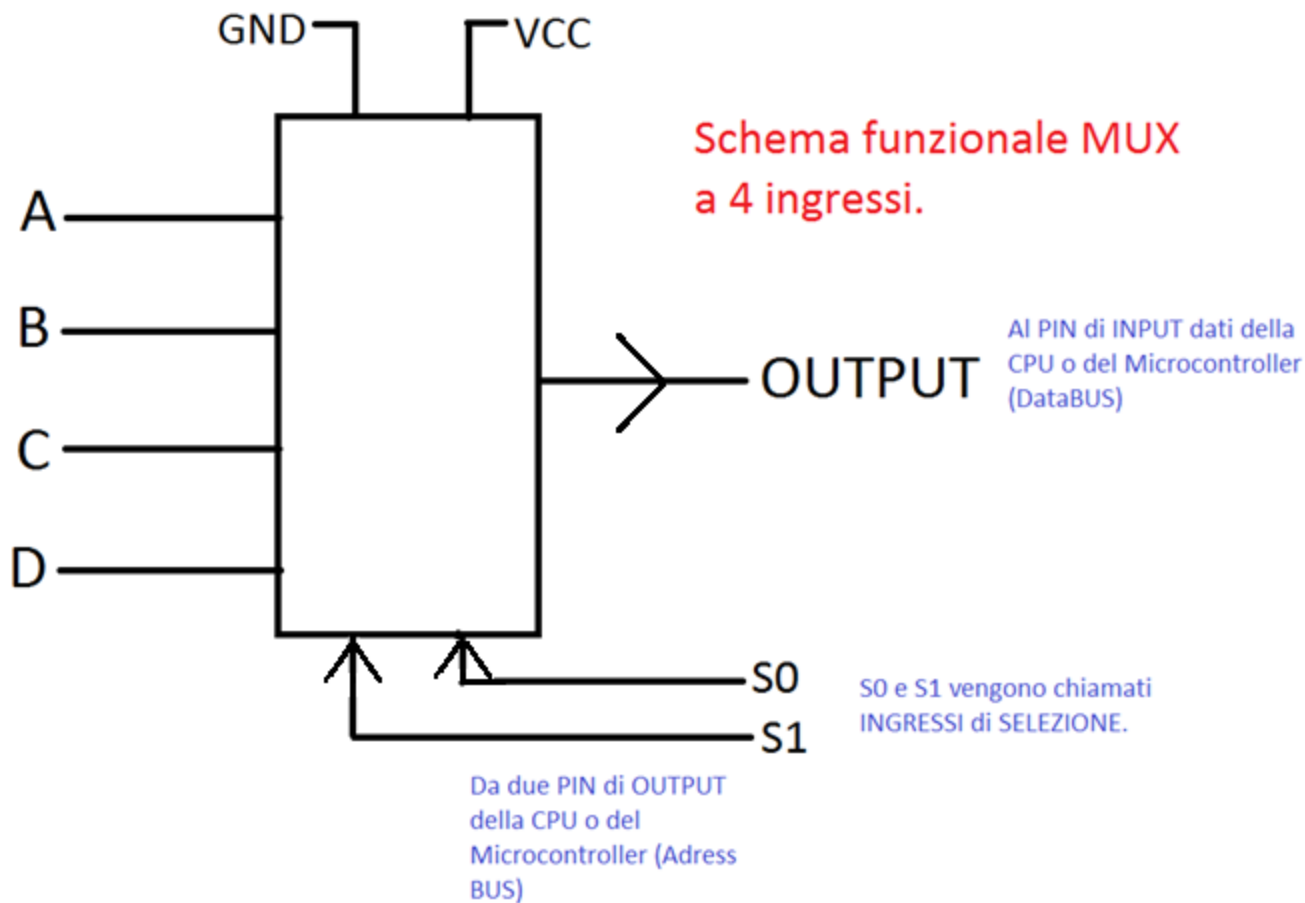 GND
VCC
Schema funzionale MUX
a 4 ingressi.
A
B
C
D
OUTPUT
Al PIN di INPUT dati della
CPU o del Microcontroller
(DataBUS)
S0
S1
S0 e S1 vengono chiamati
INGRESSI di SELEZIONE.
Da due PIN di OUTPUT
della CPU o del
Microcontroller (Adress
BUS)